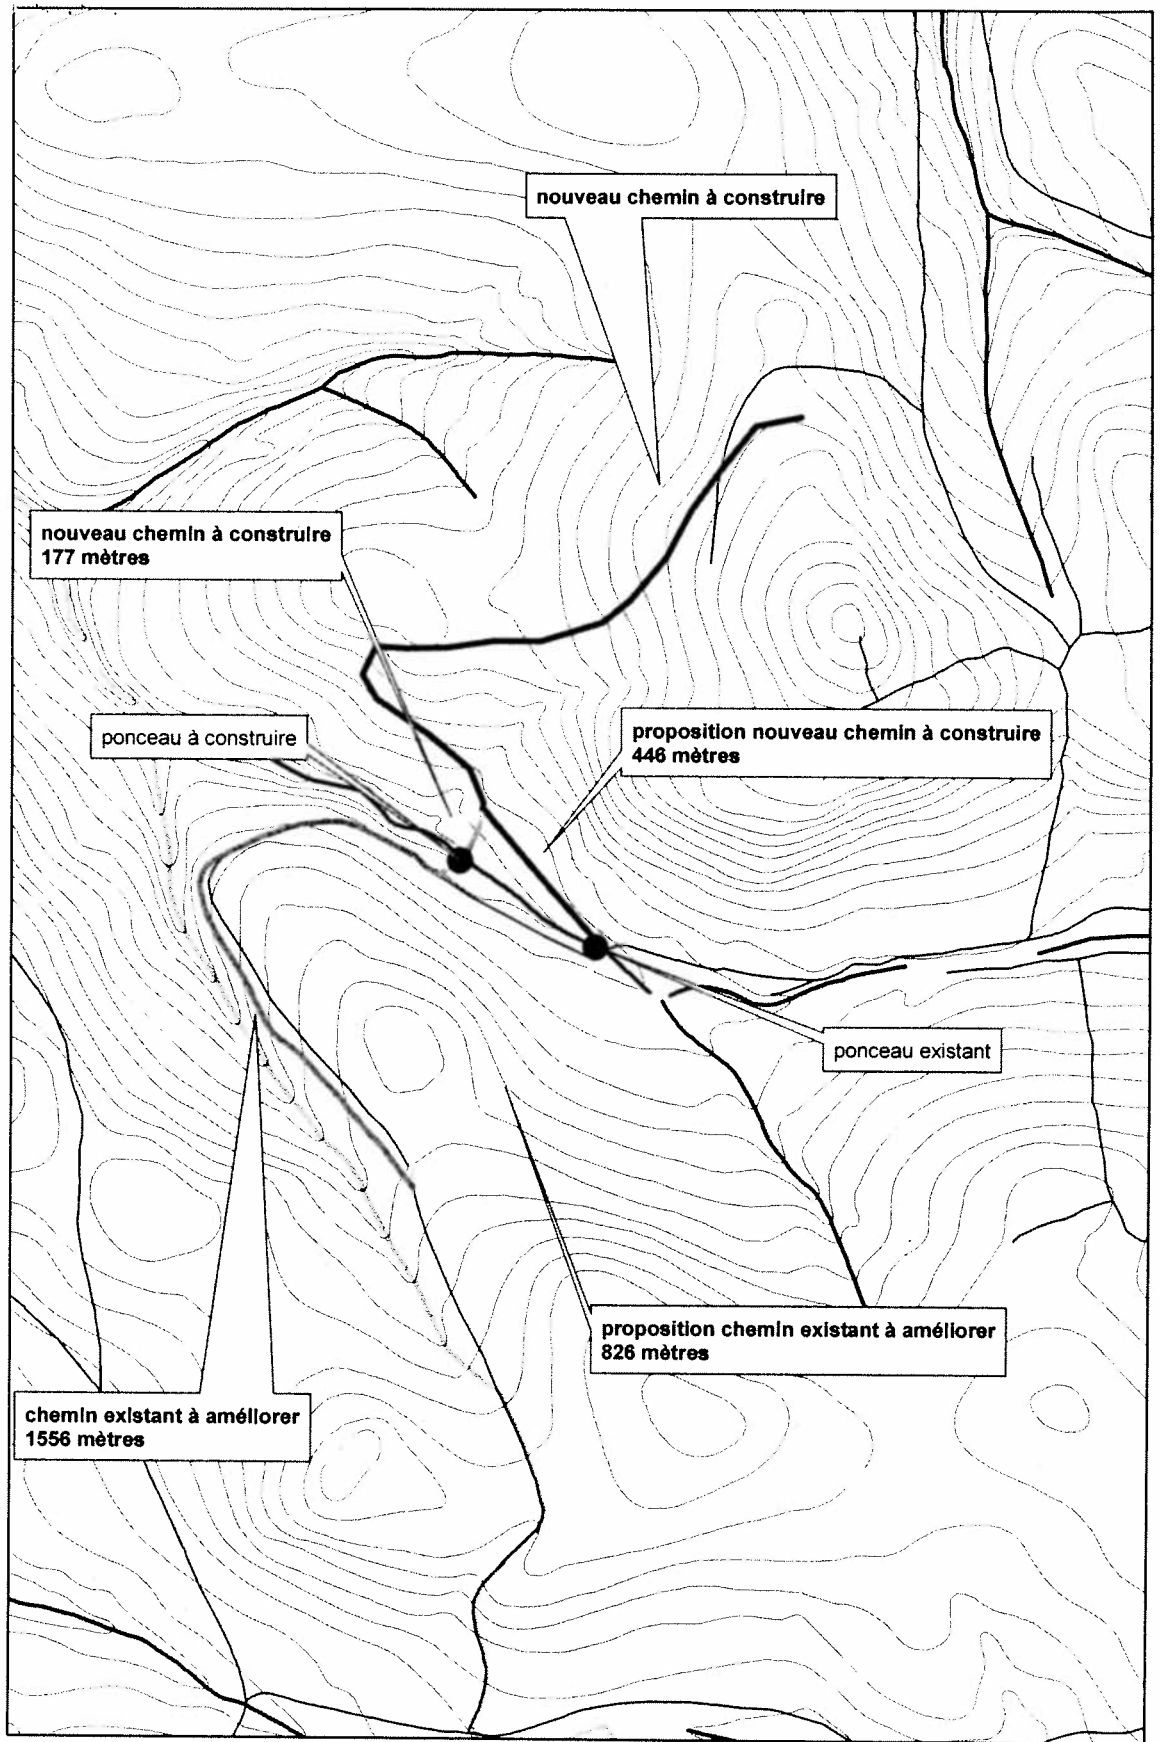 nouveau chemin à construire
nouveau chemin à construire
177 mètres
ponceau à construire
proposition nouveau chemin à construire
446 mètres
ponceau existant
proposition chemin existant à améliorer
826 mètres
chemin existant à améliorer
1556 mètres